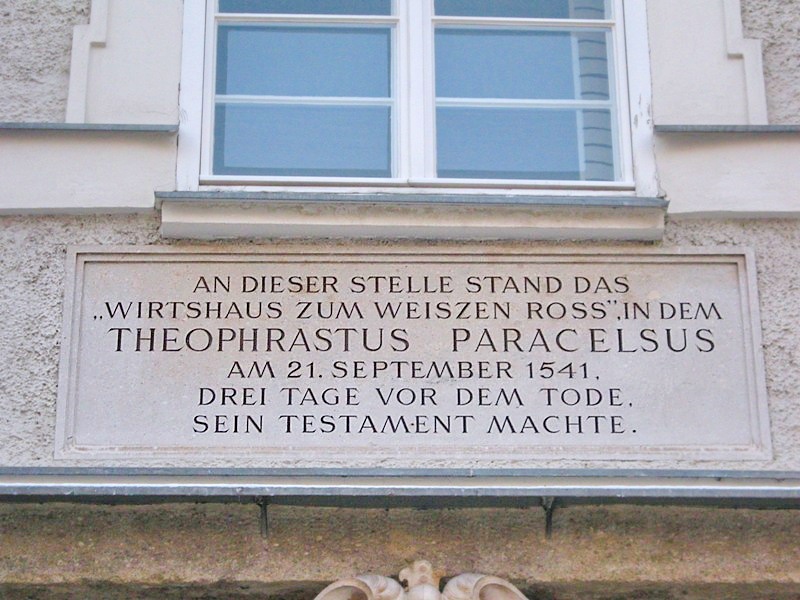 AN DIESER STELLE STAND DAS
„WIRTSHAUS ZUM WEISZEN ROSS”, IN DEM
THEOPHRASTUS PARACELSUS
AM 21. SEPTEMBER 1541,
DREI TAGE VOR DEM TODE,
SEIN TESTAMENT MACHTE.